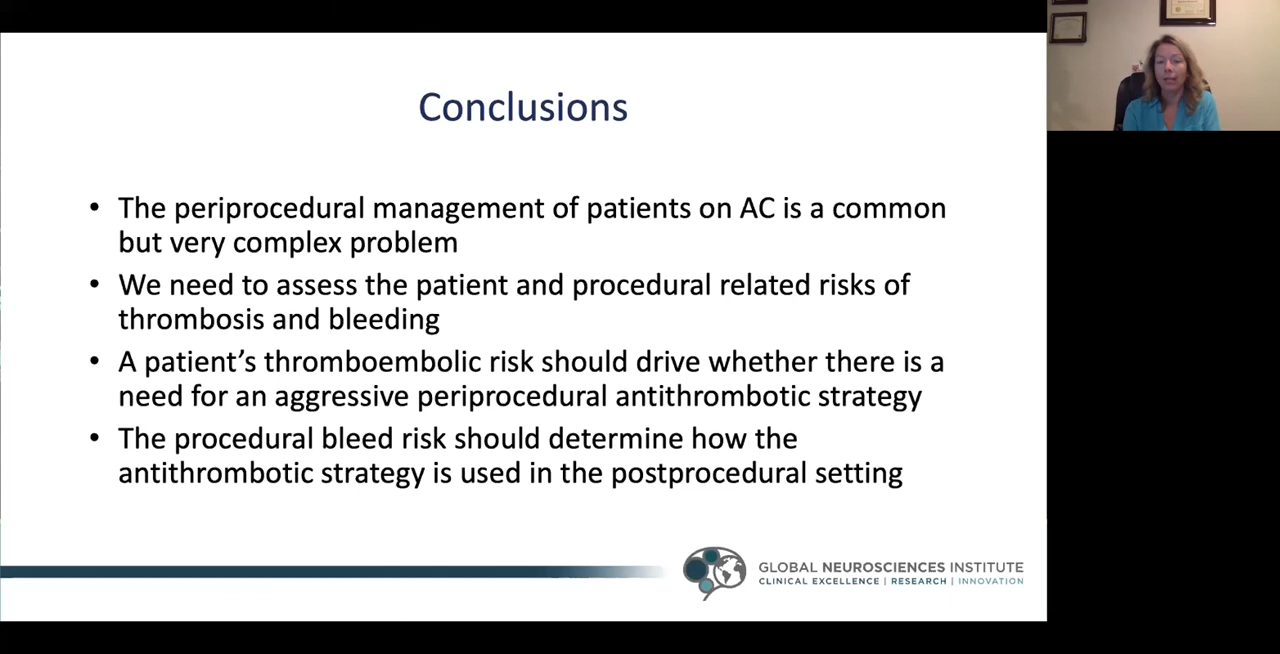 Conclusions
• The periprocedural management of patients on AC is a common
but very complex problem
• We need to assess the patient and procedural related risks of
thrombosis and bleeding
• A patient’s thromboembolic risk should drive whether there is a
need for an aggressive periprocedural antithrombotic strategy
• The procedural bleed risk should determine how the
antithrombotic strategy is used in the postprocedural setting
GLOBAL NEUROSCIENCES INSTITUTE
CLINICAL EXCELLENCE | RESEARCH | INNOVATION